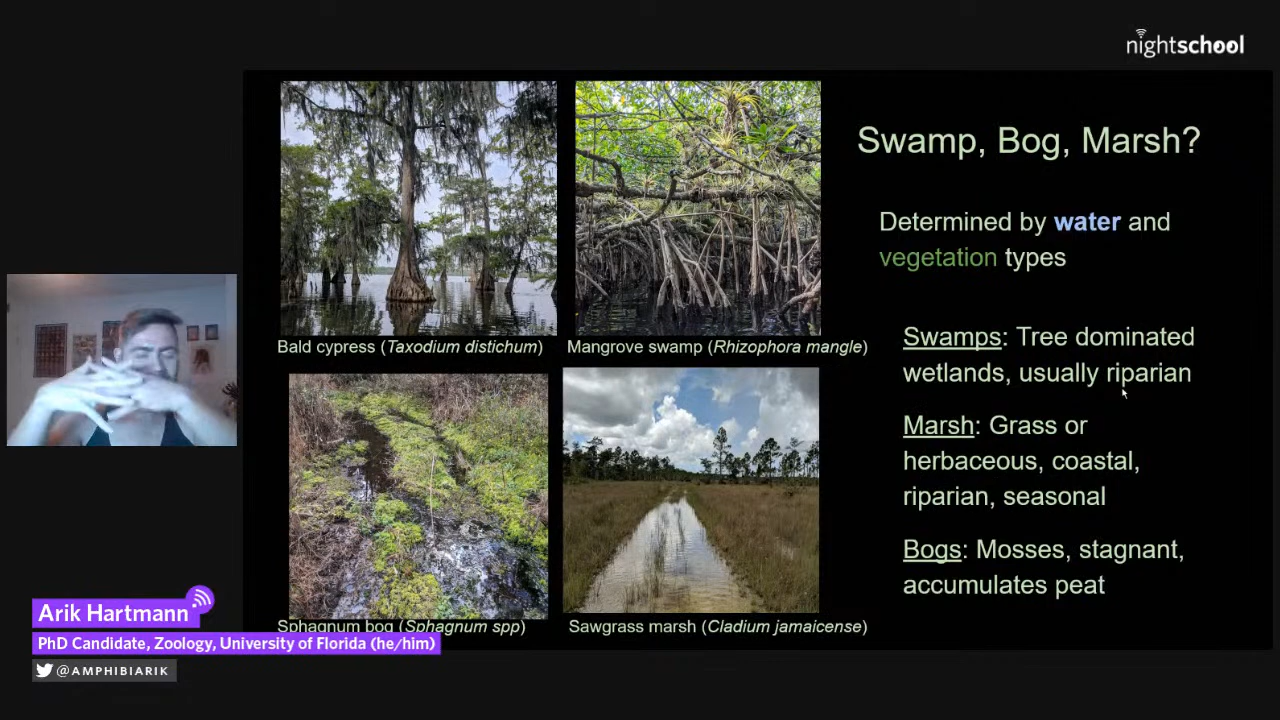 nightschool
Swamp, Bog, Marsh?
Determined by water and
vegetation types
Swamps: Tree dominated
wetlands, usually riparian
Marsh: Grass or
herbaceous, coastal,
riparian, seasonal
Bogs: Mosses, stagnant,
accumulates peat
Bald cypress (Taxodium distichum)
Mangrove swamp (Rhizophora mangle)
Sphagnum bog (Sphagnum spp)
Sawgrass marsh (Cladium jamaicense)
Arik Hartmann
PhD Candidate, Zoology, University of Florida (he/him)
@AMPHIBIARIK